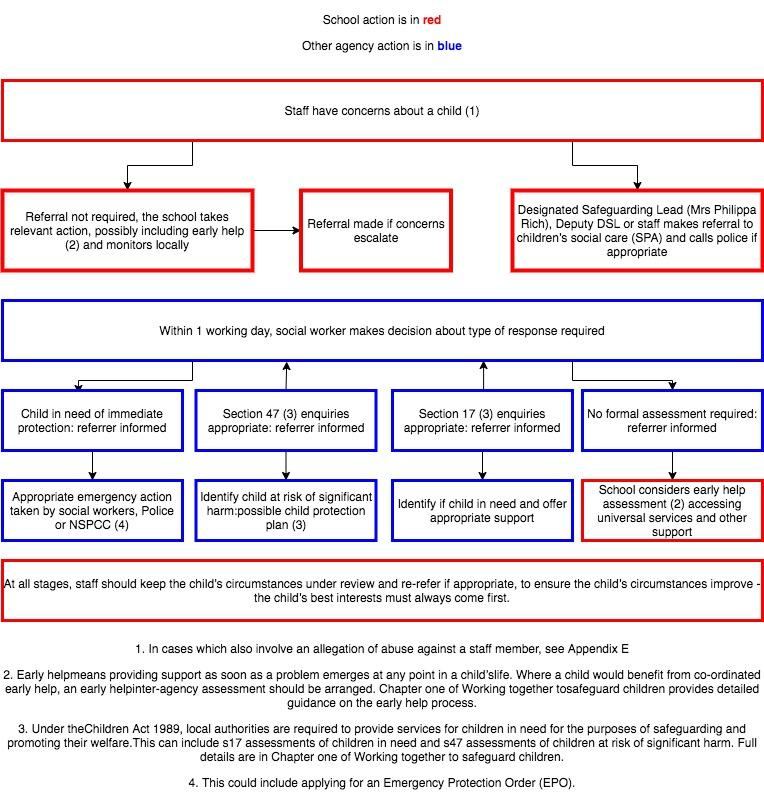 School action is in red
Other agency action is in blue
Staff have concerns about a child (1)
Referral not required, the school takes
relevant action, possibly including early help
(2) and monitors locally
Referral made if concerns
escalate
Designated Safeguarding Lead (Mrs Philippa
Rich), Deputy DSL or staff makes referral to
children's social care (SPA) and calls police if
appropriate
Within 1 working day, social worker makes decision about type of response required
Child in need of immediate
protection: referrer informed
Section 47 (3) enquiries
appropriate: referrer informed
Section 17 (3) enquiries
appropriate: referrer informed
No formal assessment required:
referrer informed
Appropriate emergency action
taken by social workers, Police
or NSPCC (4)
Identify child at risk of significant
harm:possible child protection
plan (3)
Identify if child in need and offer
appropriate support
School considers early help
assessment (2) accessing
universal services and other
support
At all stages, staff should keep the child's circumstances under review and re-refer if appropriate, to ensure the child's circumstances improve -
the child's best interests must always come first.
1. In cases which also involve an allegation of abuse against a staff member, see Appendix E
2. Early helpmeans providing support as soon as a problem emerges at any point in a child'slife. Where a child would benefit from co-ordinated
early help, an early helpinter-agency assessment should be arranged. Chapter one of Working together tosafeguard children provides detailed
guidance on the early help process.
3. Under theChildren Act 1989, local authorities are required to provide services for children in need for the purposes of safeguarding and
promoting their welfare.This can include s17 assessments of children in need and s47 assessments of children at risk of significant harm. Full
details are in Chapter one of Working together to safeguard children.
4. This could include applying for an Emergency Protection Order (EPO).